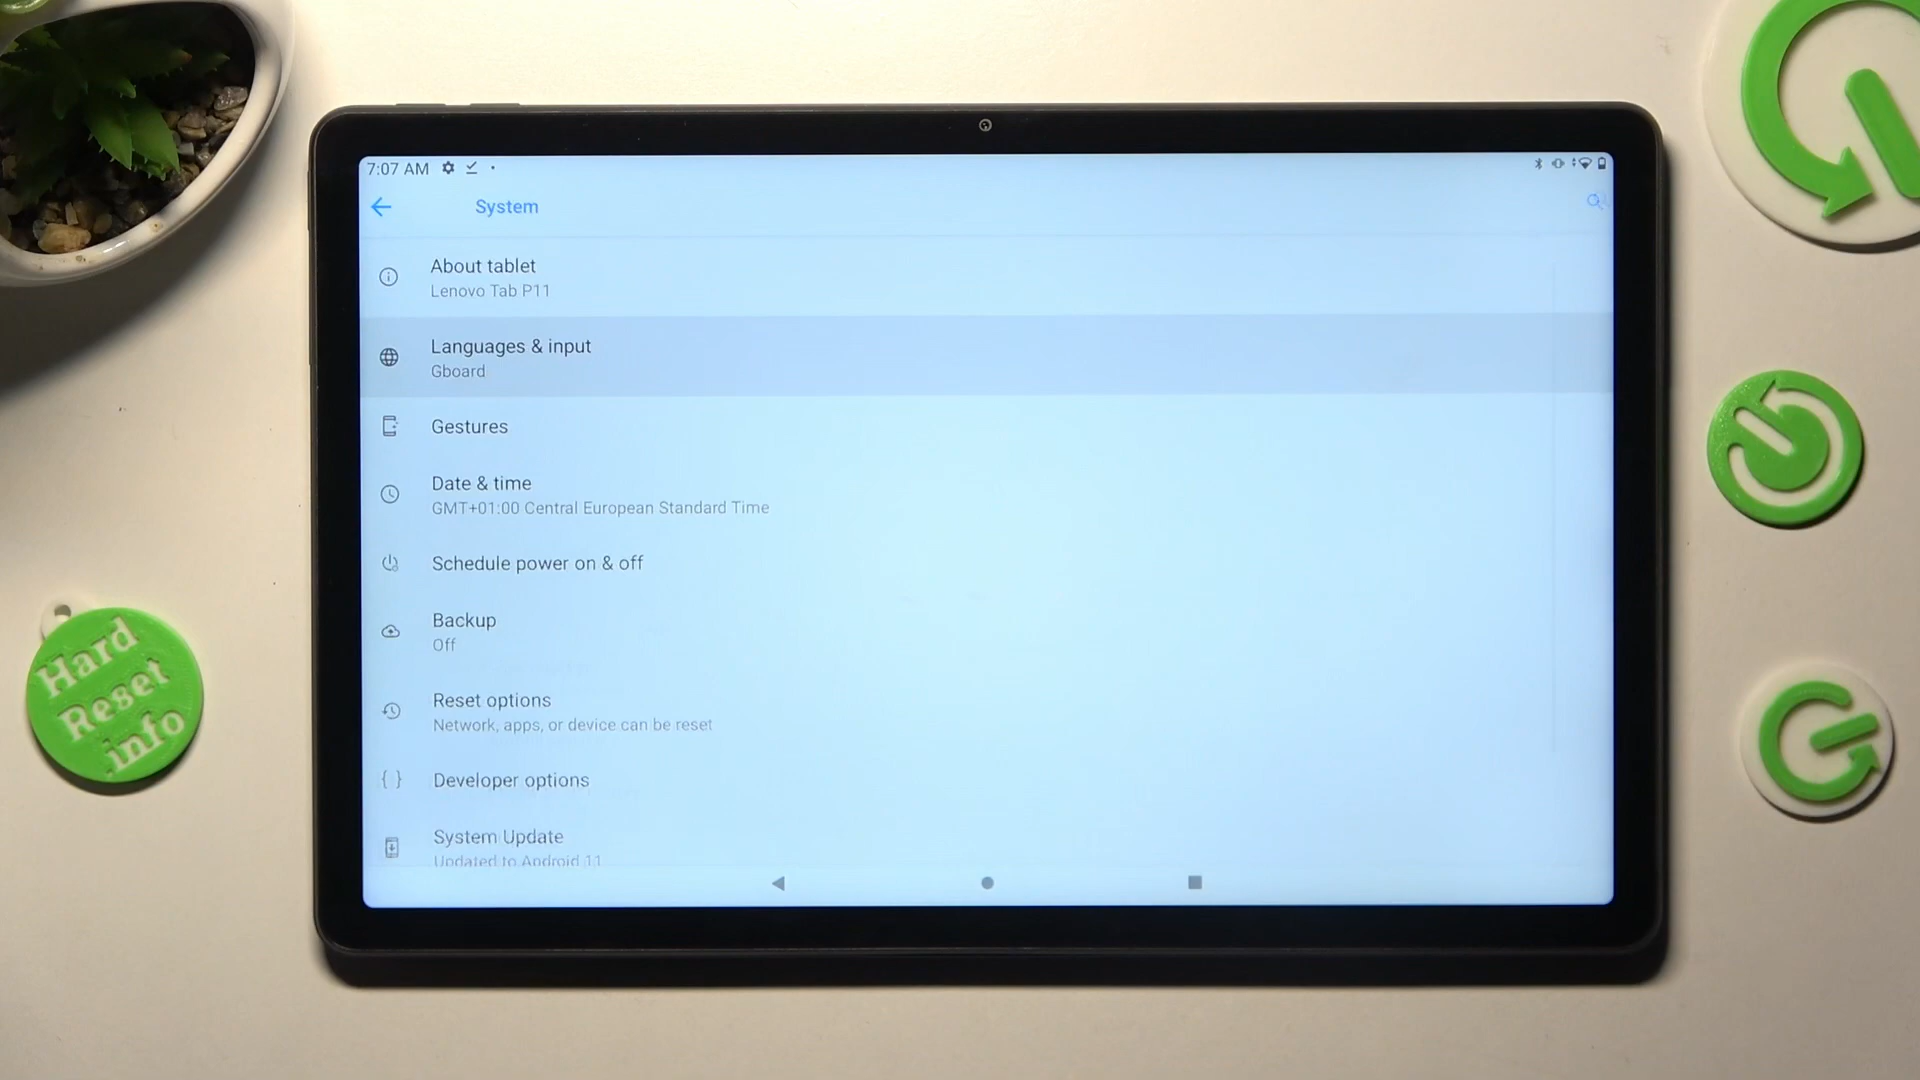 7:07 AM
System
About tablet
Lenovo Tab P11
Languages & input
Gboard
Gestures
Date & time
GMT+01:00 Central European Standard Time
Schedule power on & off
Backup
Off
Reset options
Network, apps, or device can be reset
Developer options
System Update
Updated to Android 11
Hard
Reset
.info